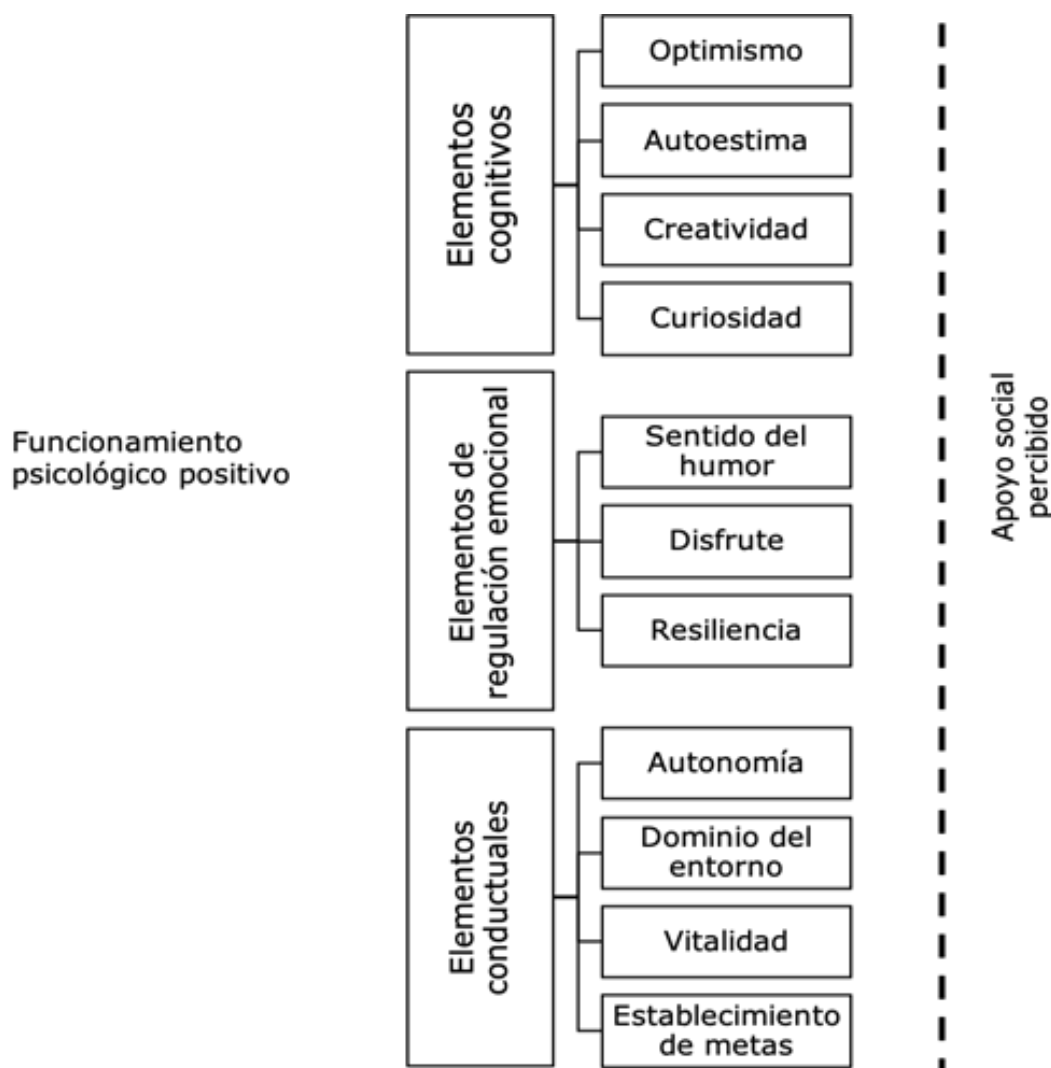 Funcionamiento
psicológico positivo
Elementos
cognitivos
Optimismo
Autoestima
Creatividad
Curiosidad
Elementos de
regulación emocional
Sentido del
humor
Disfrute
Resiliencia
Elementos
conductuales
Autonomía
Dominio del
entorno
Vitalidad
Establecimiento
de metas
Apoyo social
percibido